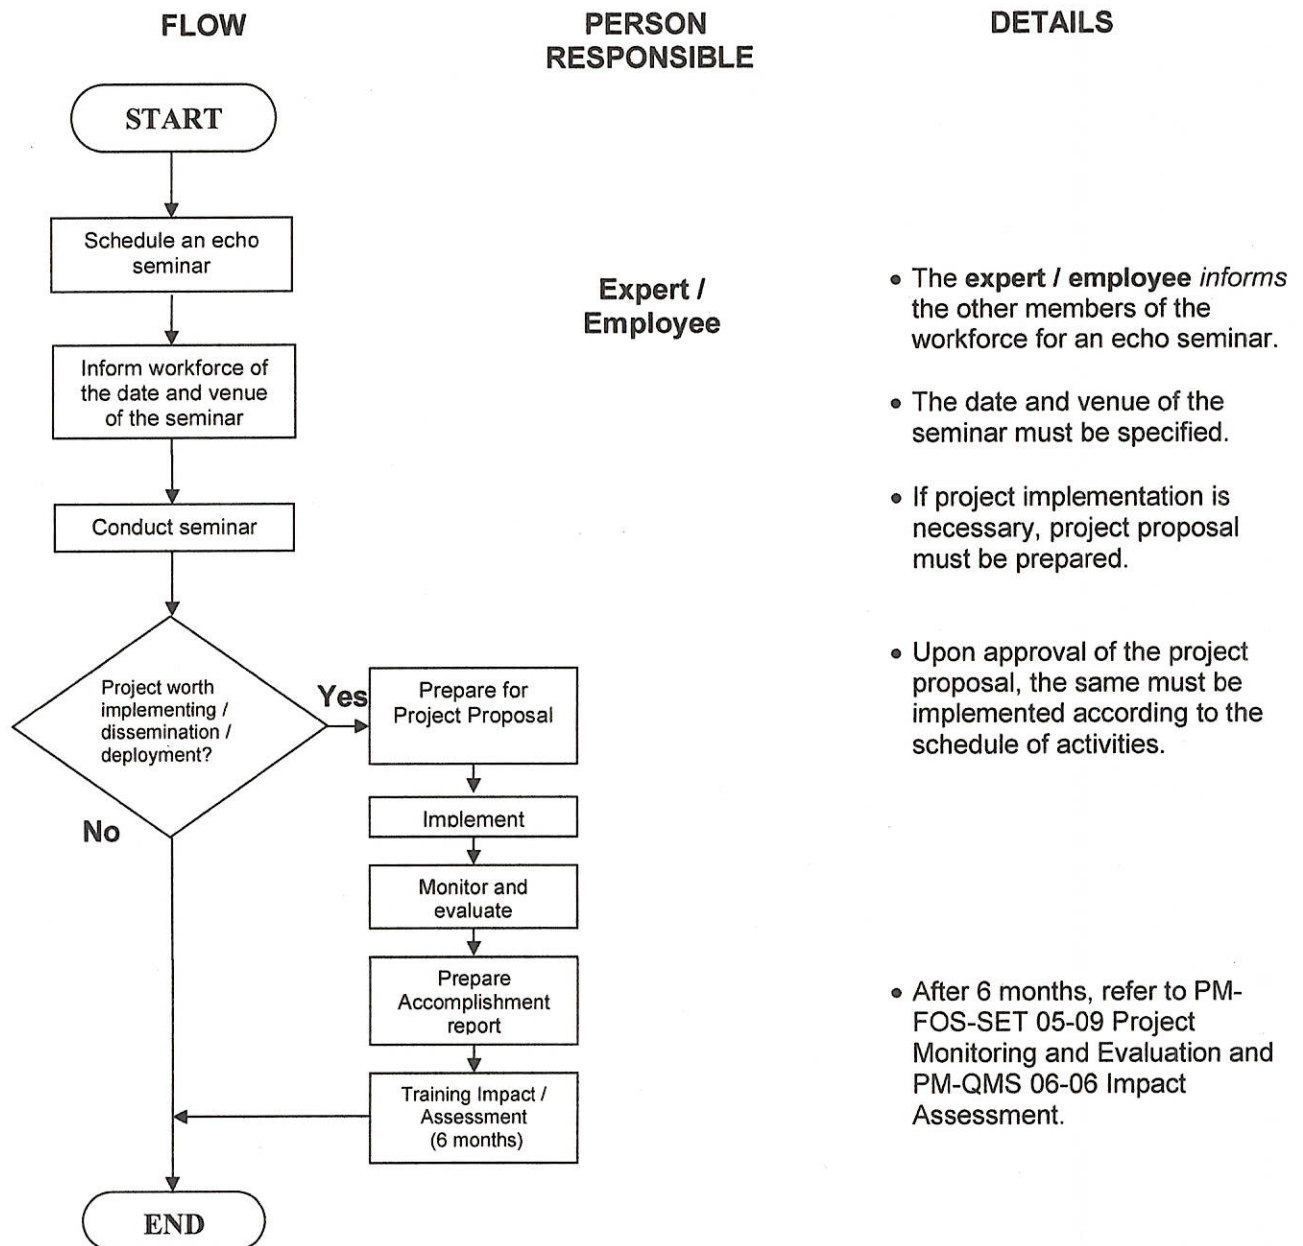 FLOW
PERSON
RESPONSIBLE
DETAILS
START
Schedule an echo
seminar
Inform workforce of
the date and venue
of the seminar
Conduct seminar
Project worth
implementing /
dissemination /
deployment?
Yes
No
Prepare for
Project Proposal
Implement
Monitor and
evaluate
Prepare
Accomplishment
report
Training Impact /
Assessment
(6 months)
END
Expert /
Employee
• The expert / employee informs
the other members of the
workforce for an echo seminar.
• The date and venue of the
seminar must be specified.
• If project implementation is
necessary, project proposal
must be prepared.
• Upon approval of the project
proposal, the same must be
implemented according to the
schedule of activities.
• After 6 months, refer to PM-
FOS-SET 05-09 Project
Monitoring and Evaluation and
PM-QMS 06-06 Impact
Assessment.